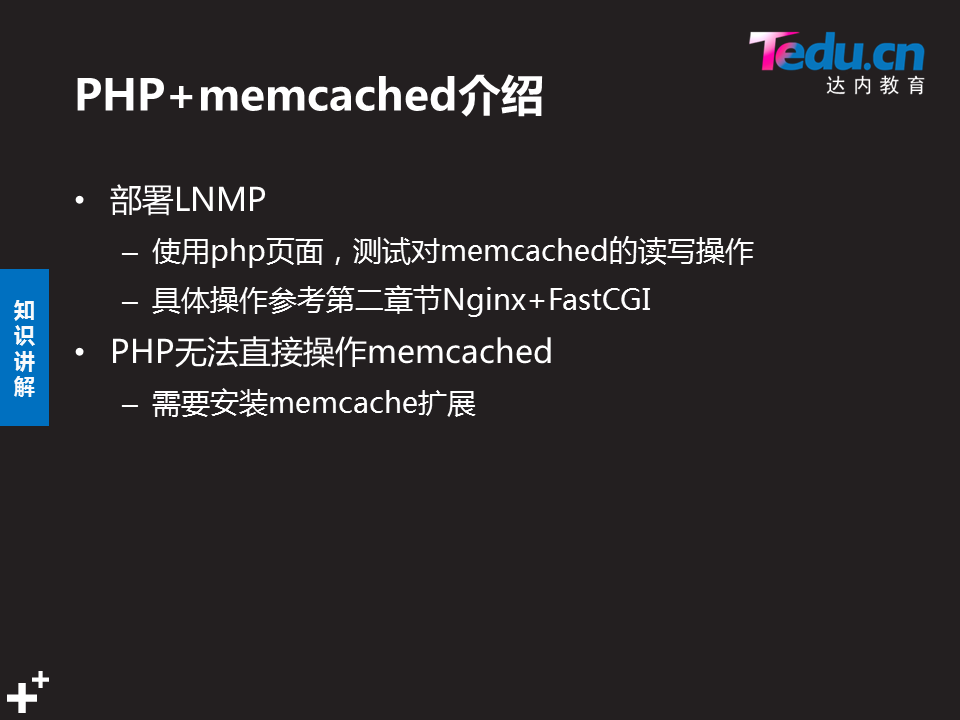 Tedu.cn
达内教育
PHP+memcached介绍
• 部署LNMP
– 使用php页面，测试对memcached的读写操作
– 具体操作参考第二章节Nginx+FastCGI
• PHP无法直接操作memcached
– 需要安装memcache扩展
知
识
讲
解